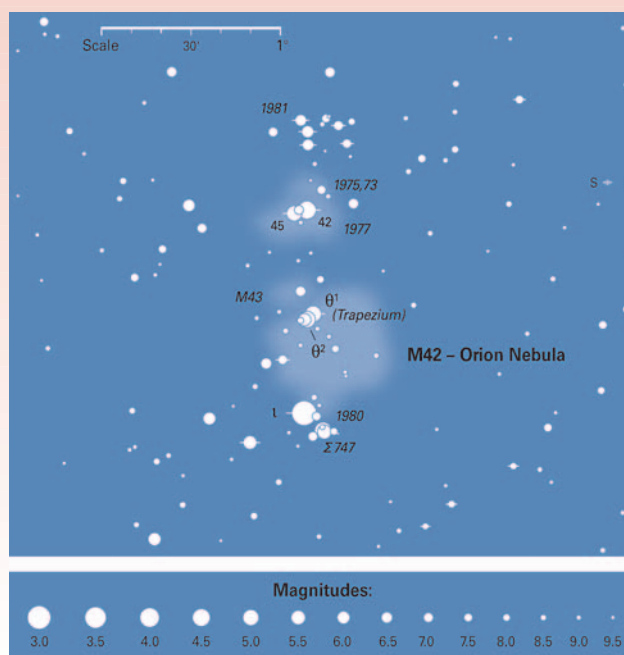 Scale 30' 1°
1981
1975,73
S
45 42 1977
M43 θ¹
(Trapezium)
θ²
M42 – Orion Nebula
ι 1980
Σ 747
Magnitudes:
3.0 3.5 4.0 4.5 5.0 5.5 6.0 6.5 7.0 7.5 8.0 8.5 9.0 9.5